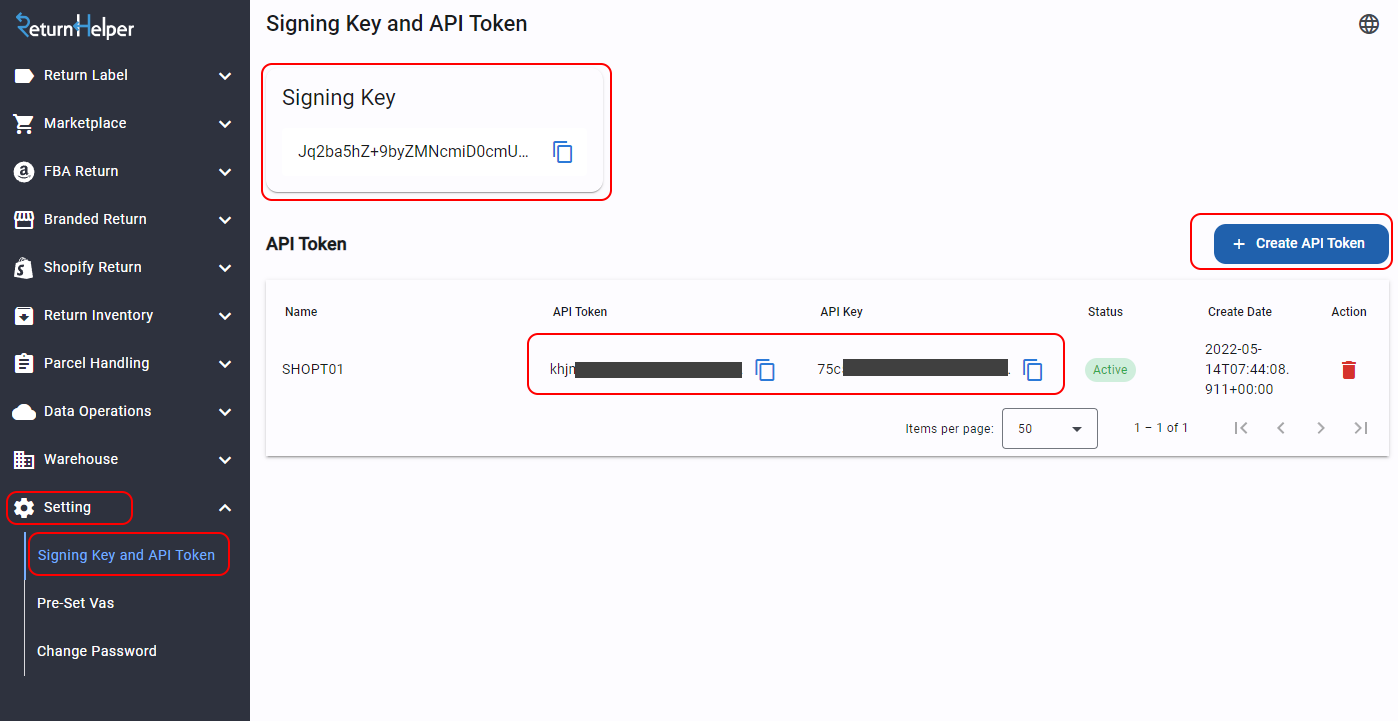 ReturnHelper
Return Label
Marketplace
FBA Return
Branded Return
Shopify Return
Return Inventory
Parcel Handling
Data Operations
Warehouse
Setting
Signing Key and API Token
Pre-Set Vas
Change Password
Signing Key and API Token
Signing Key
Jq2ba5hZ+9byZMNcmiD0cmU...
API Token
+ Create API Token
Name API Token API Key Status Create Date Action
SHOPT01 khjn 75c. . Active 2022-05-
14T07:44:08.
911+00:00
Items per page: 50 1 – 1 of 1